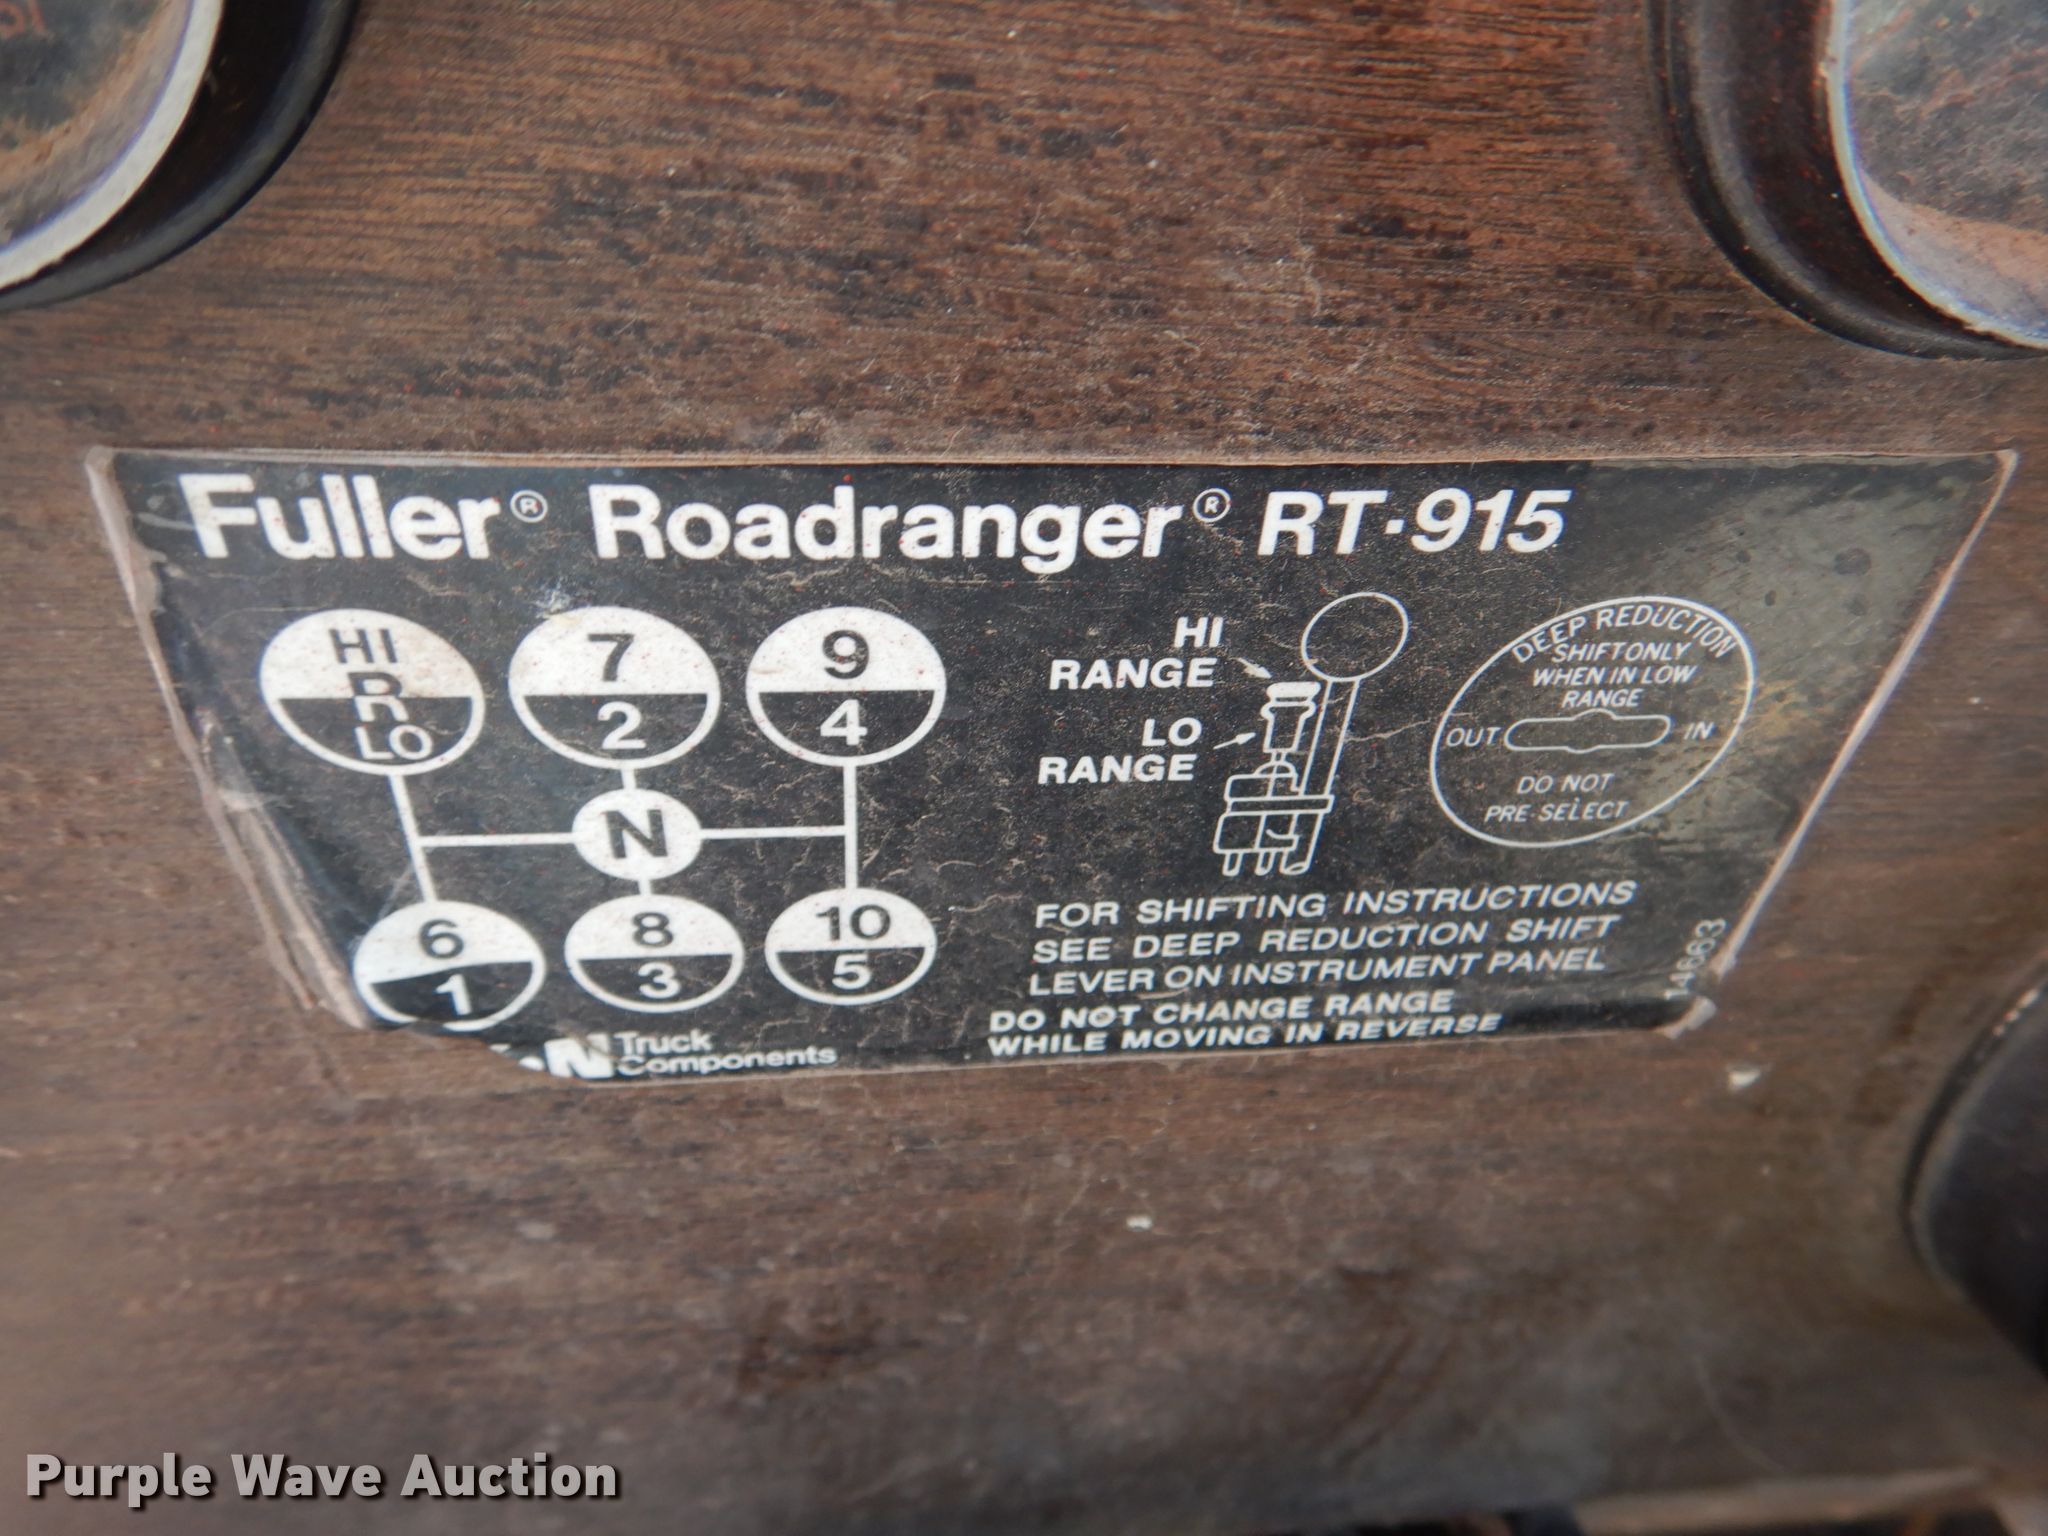 Fuller® Roadranger® RT-915
HI
R
LO
7
2
9
4
N
6
1
8
3
10
5
HI
RANGE
LO
RANGE
DEEP REDUCTION
SHIFT ONLY
WHEN IN LOW
RANGE
OUT
IN
DO NOT
PRE-SELECT
FOR SHIFTING INSTRUCTIONS
SEE DEEP REDUCTION SHIFT
LEVER ON INSTRUMENT PANEL
DO NOT CHANGE RANGE
WHILE MOVING IN REVERSE
Truck
Components
Purple Wave Auction